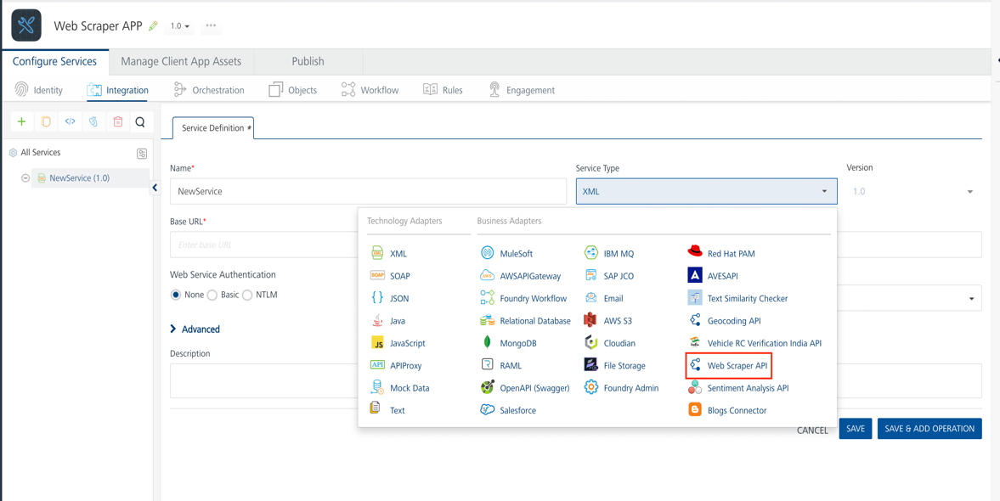 Web Scraper APP
1.0
Configure Services
Manage Client App Assets
Publish
Identity
Integration
Orchestration
Objects
Workflow
Rules
Engagement
Service Definition *
All Services
NewService (1.0)
Name*
Service Type
Version
NewService
XML
1.0
Base URL*
Enter base URL
Web Service Authentication
None
Basic
NTLM
Advanced
Description
Technology Adapters
XML
SOAP
JSON
Java
JavaScript
APIProxy
Mock Data
Text
Business Adapters
MuleSoft
AWSAPIGateway
Foundry Workflow
Relational Database
MongoDB
RAML
OpenAPI (Swagger)
Salesforce
IBM MQ
SAP JCO
Email
AWS S3
Cloudian
File Storage
Foundry Admin
Red Hat PAM
AVESAPI
Text Similarity Checker
Geocoding API
Vehicle RC Verification India API
Web Scraper API
Sentiment Analysis API
Blogs Connector
CANCEL
SAVE
SAVE & ADD OPERATION